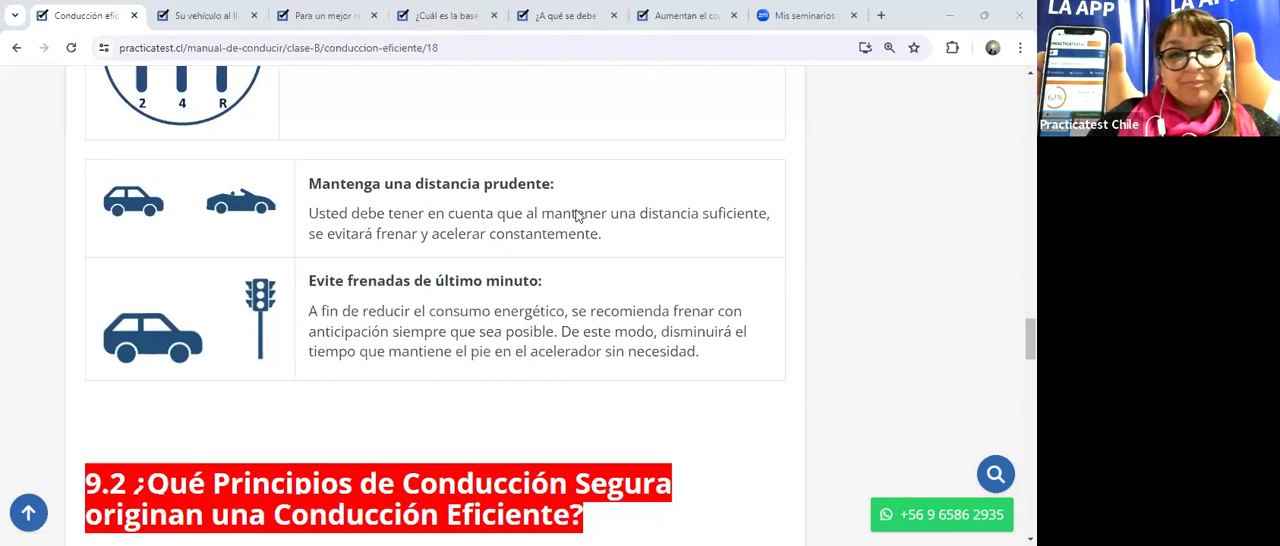 Conducción efic
Su vehículo al ll
Para un mejor re
¿Cuál es la base
¿A qué se debe
Aumentan el co
zm
Mis seminarios
practicatest.cl/manual-de-conducir/clase-B/conduccion-eficiente/18
LA APP
LA APP
62%
Practicatest Chile
2 4 R
Mantenga una distancia prudente:
Usted debe tener en cuenta que al mantener una distancia suficiente,
se evitará frenar y acelerar constantemente.
Evite frenadas de último minuto:
A fin de reducir el consumo energético, se recomienda frenar con
anticipación siempre que sea posible. De este modo, disminuirá el
tiempo que mantiene el pie en el acelerador sin necesidad.
9.2 ¿Qué Principios de Conducción Segura
originan una Conducción Eficiente?
+56 9 6586 2935